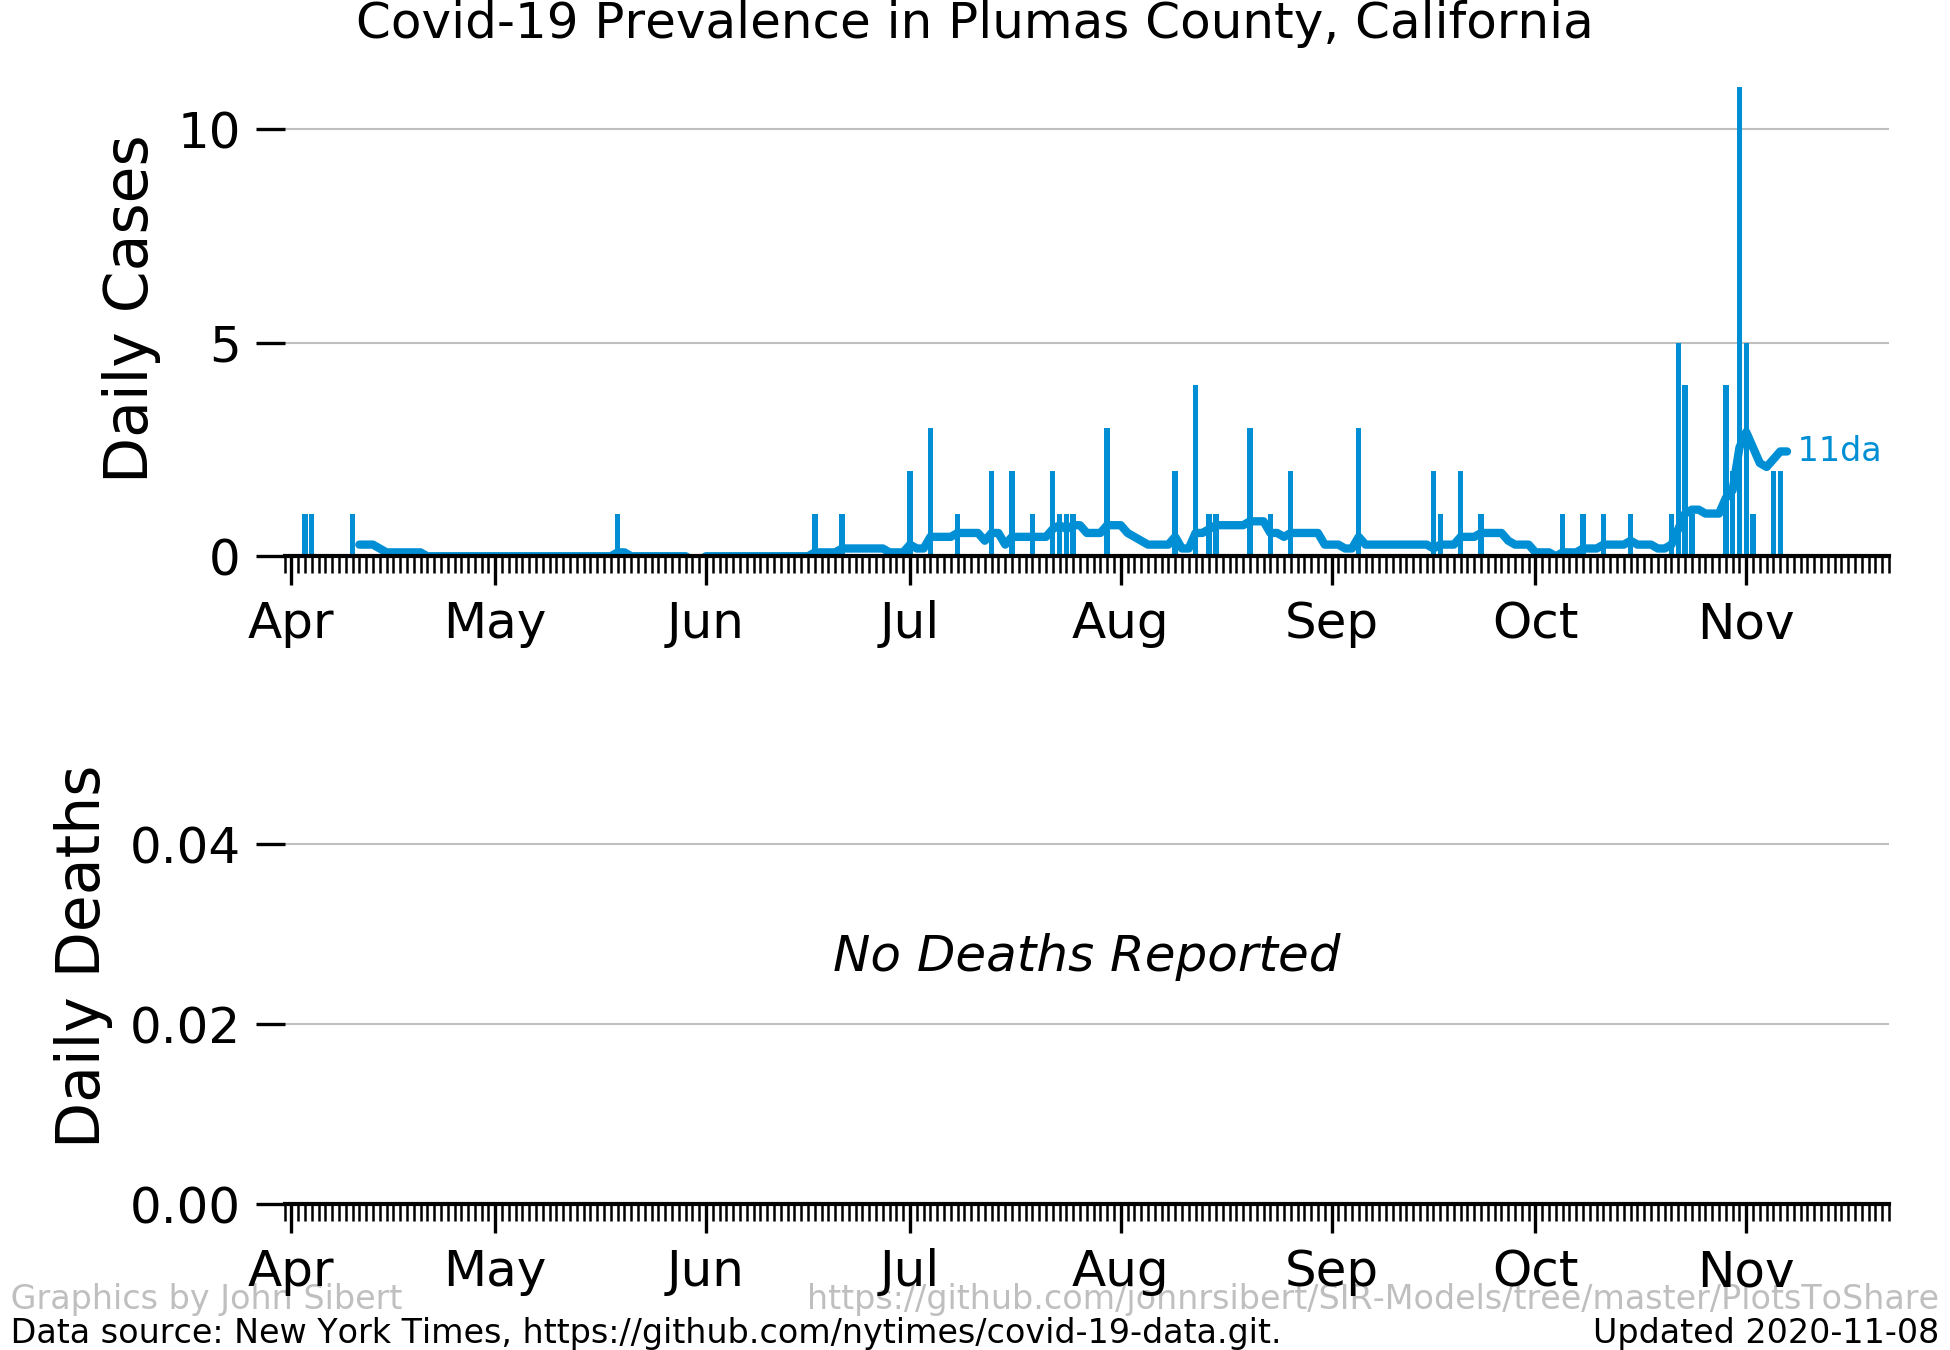 Covid-19 Prevalence in Plumas County, California
Daily Cases
10
5
0
11da
Apr May Jun Jul Aug Sep Oct Nov
Daily Deaths
0.04
0.02
0.00
No Deaths Reported
Apr May Jun Jul Aug Sep Oct Nov
Graphics by John Sibert https://github.com/johnrsibert/SIR-Models/tree/master/PlotsToShare
Data source: New York Times, https://github.com/nytimes/covid-19-data.git. Updated 2020-11-08